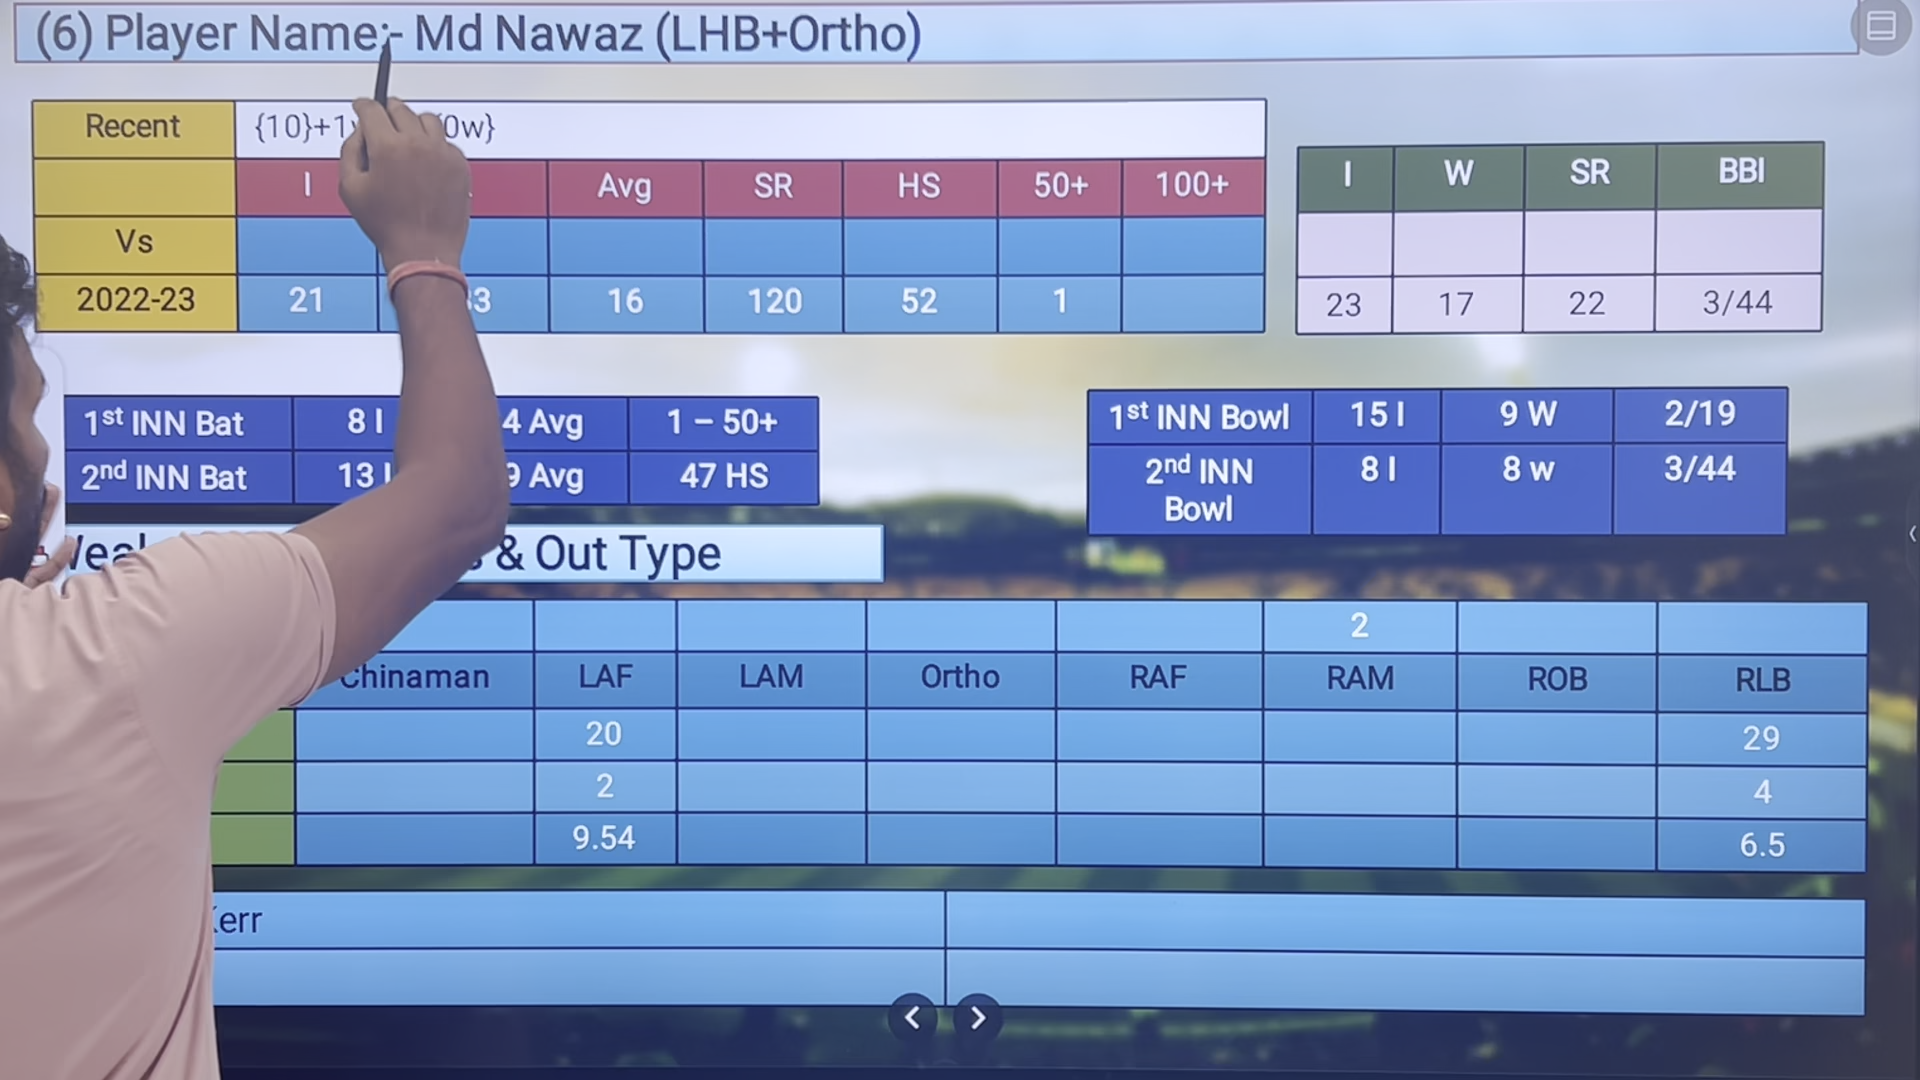 (6) Player Name:- Md Nawaz (LHB+Ortho)
Recent {10}+1 0w}
I Avg SR HS 50+ 100+
Vs
2022-23 21 16 120 52 1
I W SR BBI
23 17 22 3/44
1st INN Bat 8 I 4 Avg 1 – 50+
2nd INN Bat 13 I 9 Avg 47 HS
1st INN Bowl 15 I 9 W 2/19
2nd INN Bowl 8 I 8 w 3/44
& Out Type
2
Chinaman LAF LAM Ortho RAF RAM ROB RLB
20 29
2 4
9.54 6.5
Kerr